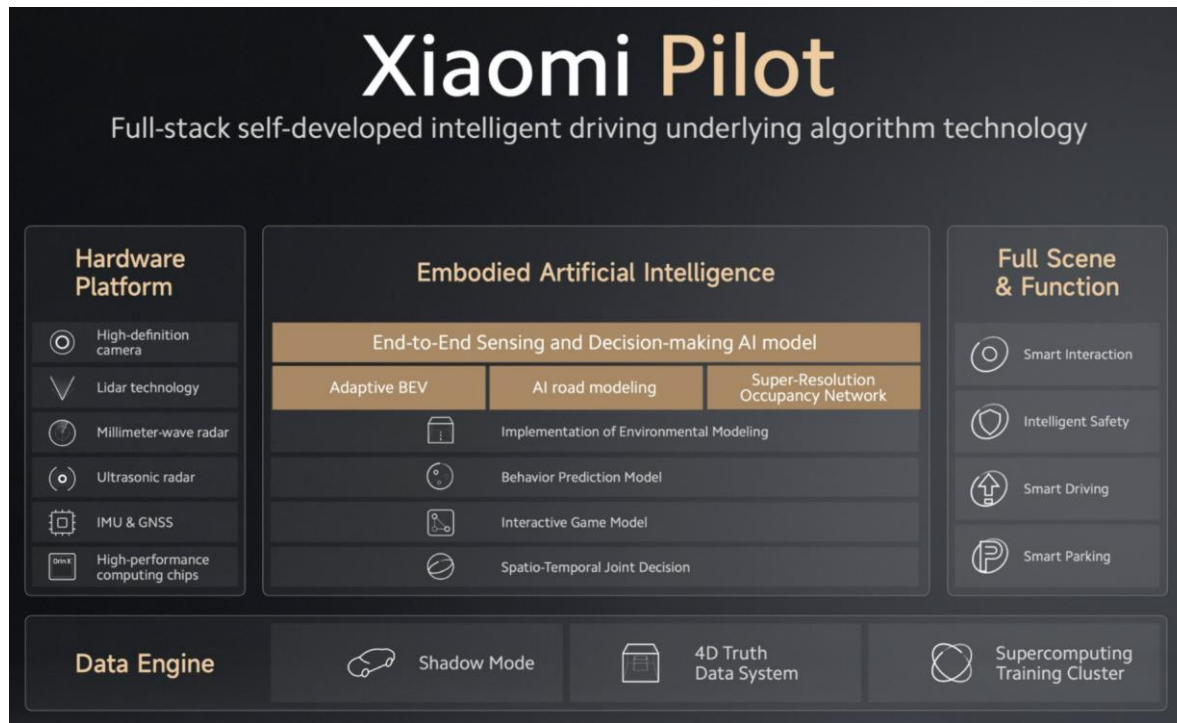 Xiaomi Pilot
Full-stack self-developed intelligent driving underlying algorithm technology
Hardware
Platform
High-definition
camera
Lidar technology
Millimeter-wave radar
Ultrasonic radar
IMU & GNSS
Orin X
High-performance
computing chips
Embodied Artificial Intelligence
End-to-End Sensing and Decision-making AI model
Adaptive BEV
AI road modeling
Super-Resolution
Occupancy Network
Implementation of Environmental Modeling
Behavior Prediction Model
Interactive Game Model
Spatio-Temporal Joint Decision
Full Scene
& Function
Smart Interaction
Intelligent Safety
Smart Driving
Smart Parking
Data Engine
Shadow Mode
4D Truth
Data System
Supercomputing
Training Cluster